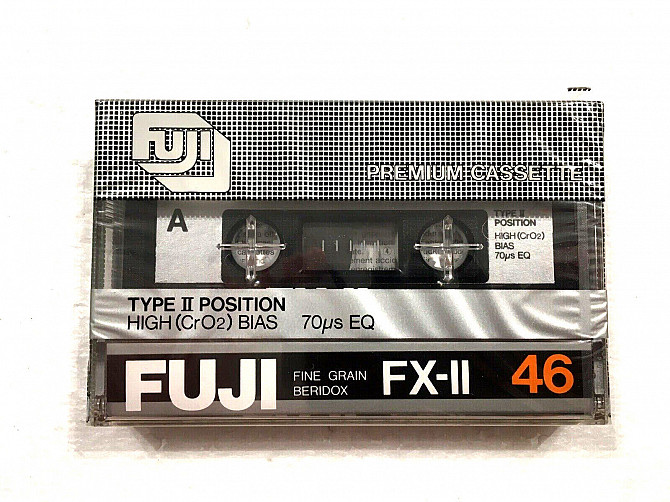 FUJI
PREMIUM CASSETTE
A
TYPE II
POSITION
HIGH (CrO2)
BIAS
70µs EQ
TYPE II POSITION
HIGH (CrO2) BIAS 70µs EQ
FUJI
FINE GRAIN
BERIDOX
FX-II
46